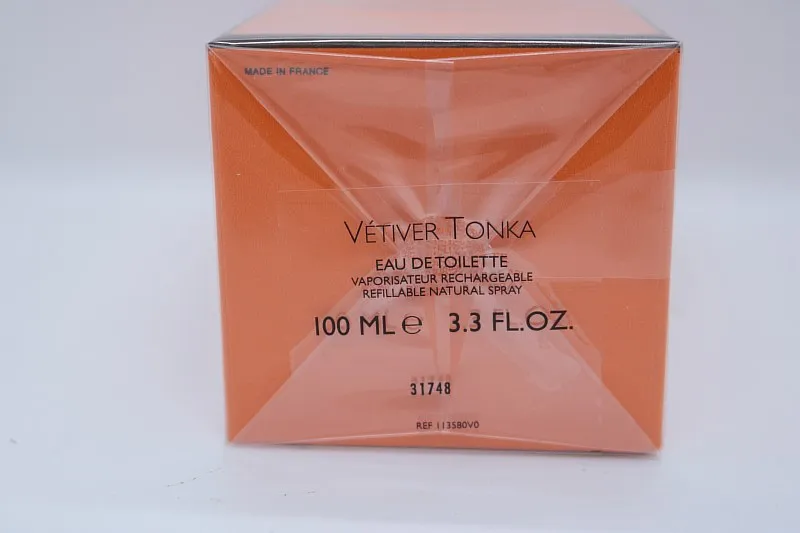 MADE IN FRANCE
VÉTIVER TONKA
EAU DE TOILETTE
VAPORISATEUR RECHARGEABLE
REFILLABLE NATURAL SPRAY
100 ML ℮ 3.3 FL.OZ.
31748
REF 113580V0